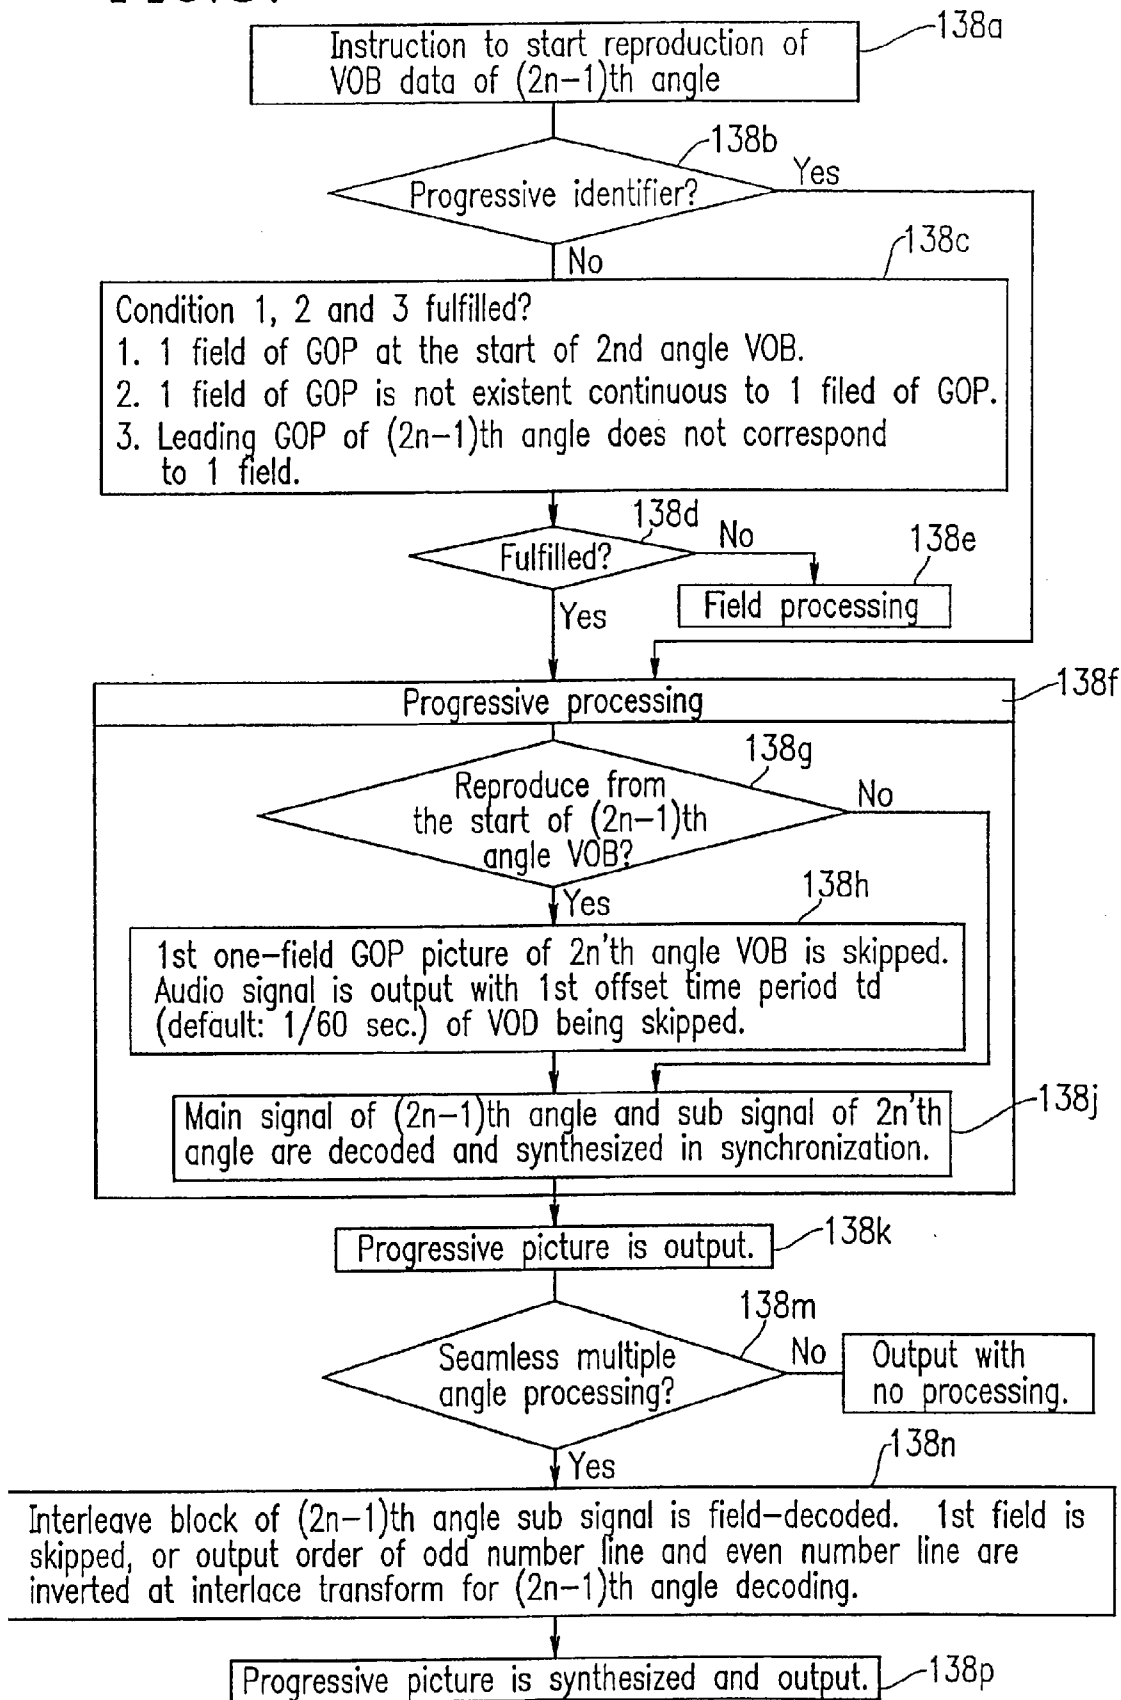 138a
Instruction to start reproduction of
VOB data of (2n-1)th angle
138b
Progressive identifier?
Yes
No
138c
Condition 1, 2 and 3 fulfilled?
1. 1 field of GOP at the start of 2nd angle VOB.
2. 1 field of GOP is not existent continuous to 1 filed of GOP.
3. Leading GOP of (2n-1)th angle does not correspond
to 1 field.
138d
Fulfilled?
No
138e
Field processing
Yes
138f
Progressive processing
138g
Reproduce from
the start of (2n-1)th
angle VOB?
No
Yes
138h
1st one-field GOP picture of 2n'th angle VOB is skipped.
Audio signal is output with 1st offset time period td
(default: 1/60 sec.) of VOD being skipped.
138j
Main signal of (2n-1)th angle and sub signal of 2n'th
angle are decoded and synthesized in synchronization.
138k
Progressive picture is output.
138m
Seamless multiple
angle processing?
No
Output with
no processing.
Yes
138n
Interleave block of (2n-1)th angle sub signal is field-decoded. 1st field is
skipped, or output order of odd number line and even number line are
inverted at interlace transform for (2n-1)th angle decoding.
Progressive picture is synthesized and output.
138p